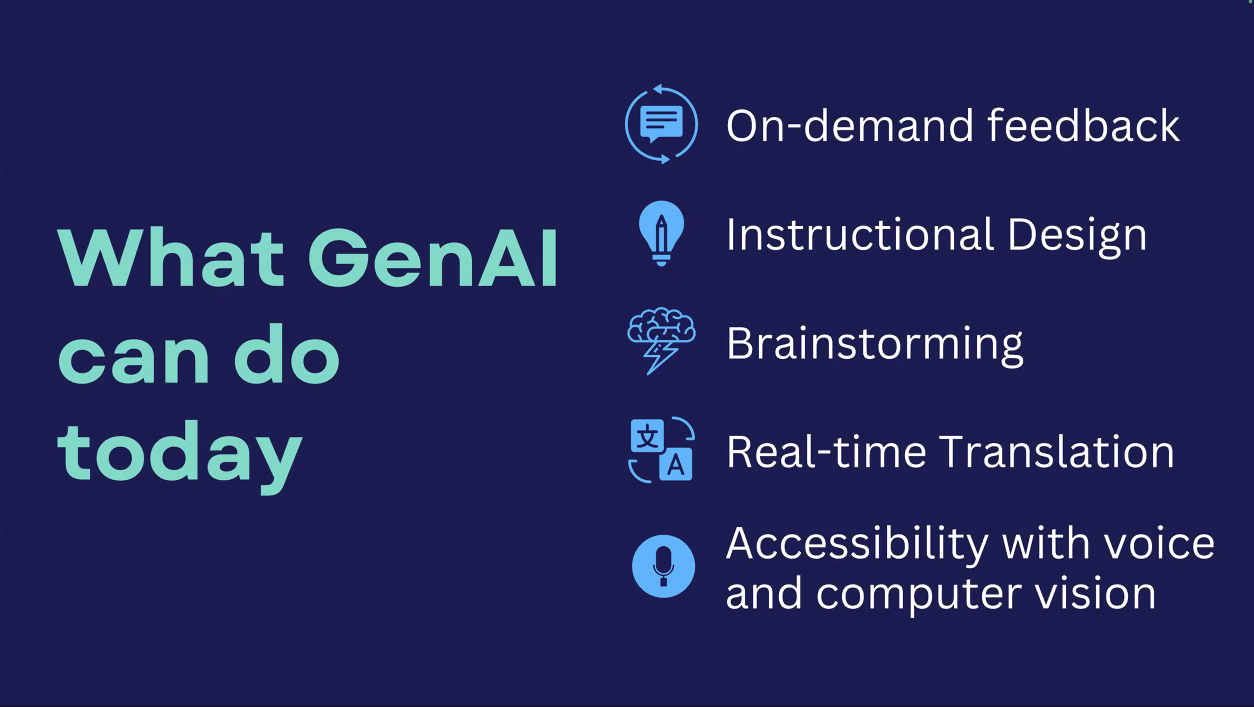 What GenAI
can do
today
On-demand feedback
Instructional Design
Brainstorming
文
A
Real-time Translation
Accessibility with voice
and computer vision